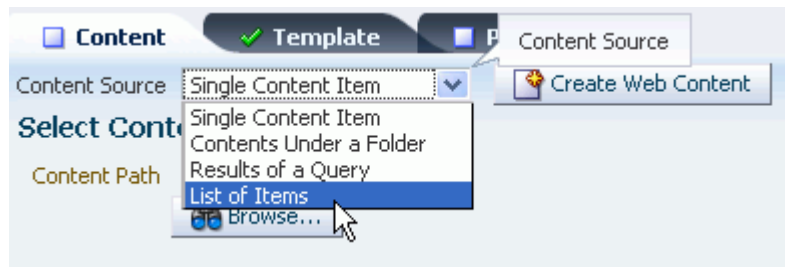 Content Template P
Content Source
Content Source Single Content Item Create Web Content
Single Content Item
Select Cont
Contents Under a Folder
Content Path Results of a Query
List of Items
Browse...